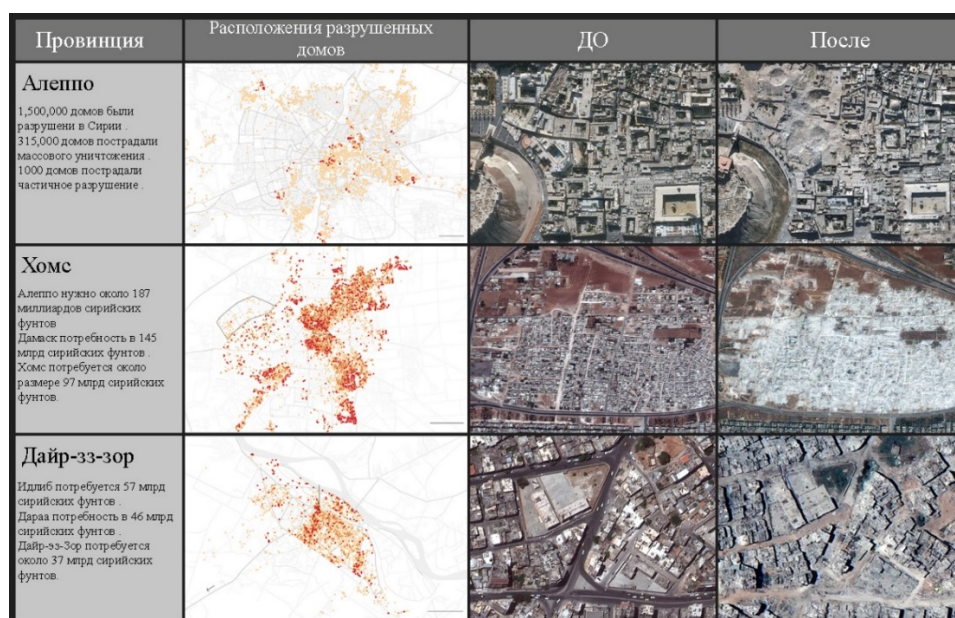 Провинция
Расположения разрушенных
домов
ДО
После
Алеппо
1,500,000 домов были
разрушени в Сирии .
315,000 домов пострадали
массового уничтожения .
1000 домов пострадали
частичное разрушение .
Хомс
Алеппо нужно около 187
миллиардов сирийских
фунтов
Дамаск потребность в 145
млрд сирийских фунтов .
Хомс потребуется около
размере 97 млрд сирийских
фунтов.
Дайр-зз-зор
Идлиб потребуется 57 млрд
сирийских фунтов .
Дараа потребность в 46 млрд
сирийских фунтов .
Дайр-ээ-Зор потребуется
около 37 млрд сирийских
фунтов.